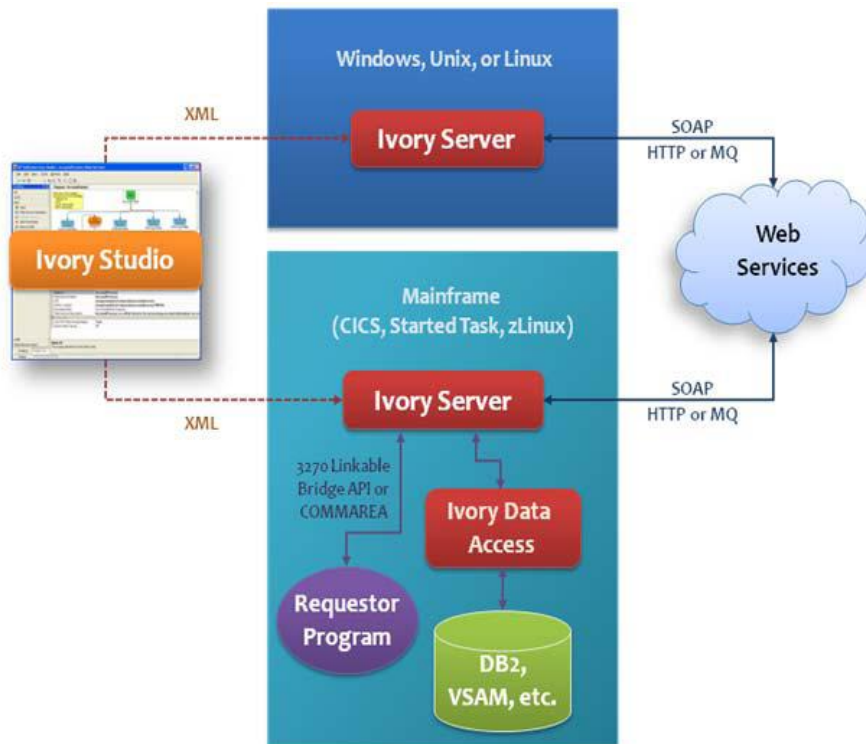 Windows, Unix, or Linux
XML
Ivory Server
SOAP
HTTP or MQ
Ivory Studio
Web
Services
Mainframe
(CICS, Started Task, zLinux)
Ivory Server
XML
SOAP
HTTP or MQ
3270 Linkable
Bridge API or
COMMAREA
Ivory Data
Access
Requestor
Program
DB2,
VSAM, etc.